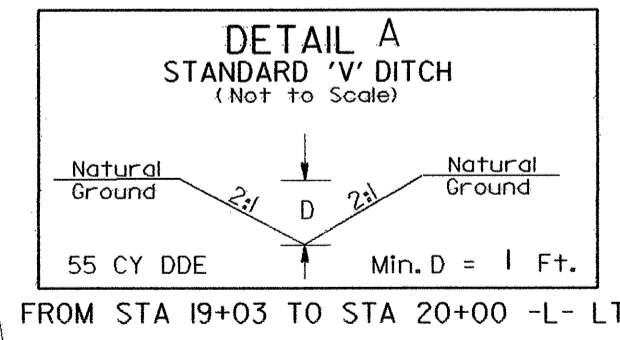 DETAIL A
STANDARD 'V' DITCH
(Not to Scale)
Natural Natural
Ground Ground
2:1 D 2:1
55 CY DDE Min. D = 1 Ft.
FROM STA 19+03 TO STA 20+00 -L- LT